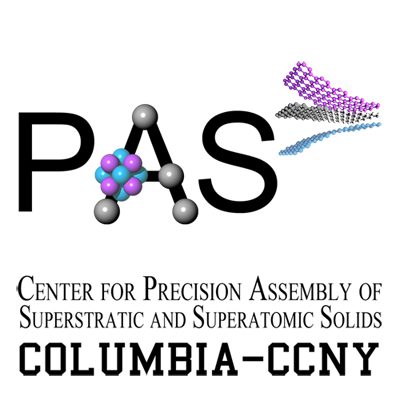 PAS
CENTER FOR PRECISION ASSEMBLY OF
SUPERSTRATIC AND SUPERATOMIC SOLIDS
COLUMBIA–CCNY